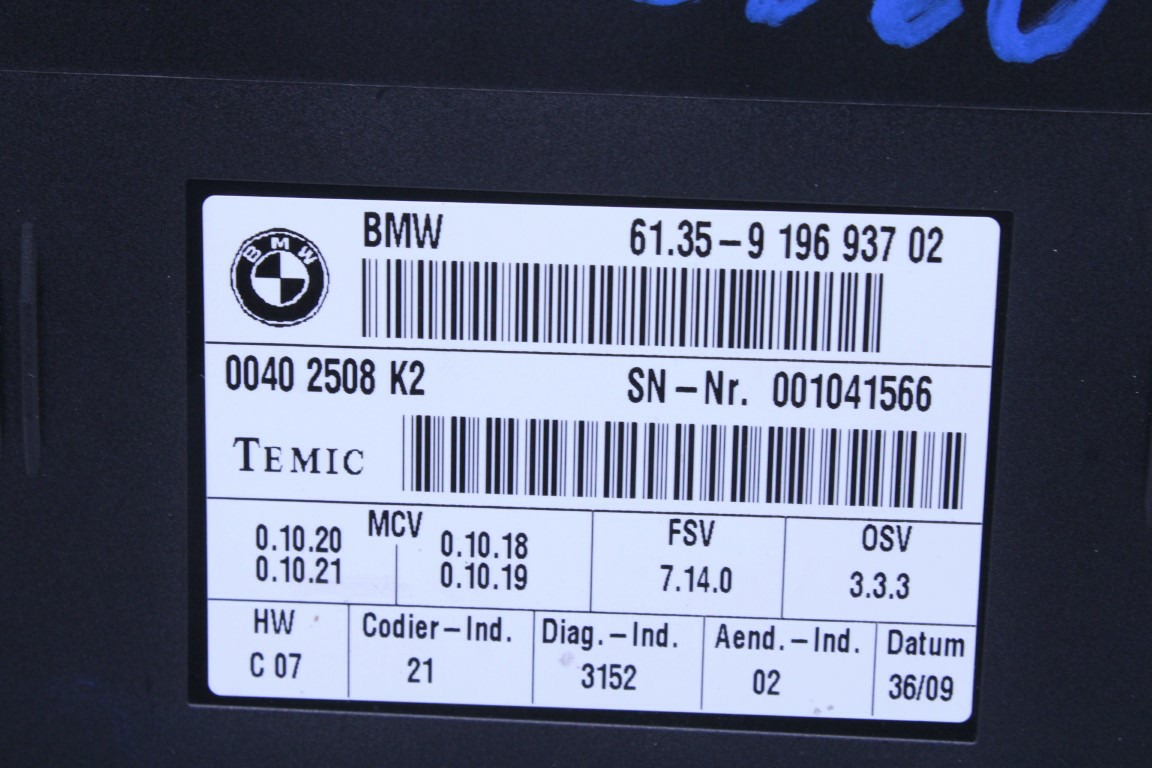 BMW 61.35-9 196 937 02
BMW
0040 2508 K2 SN-Nr. 001041566
TEMIC
MCV FSV OSV
0.10.20 0.10.18 7.14.0 3.3.3
0.10.21 0.10.19
HW Codier-Ind. Diag.-Ind. Aend.-Ind. Datum
C 07 21 3152 02 36/09